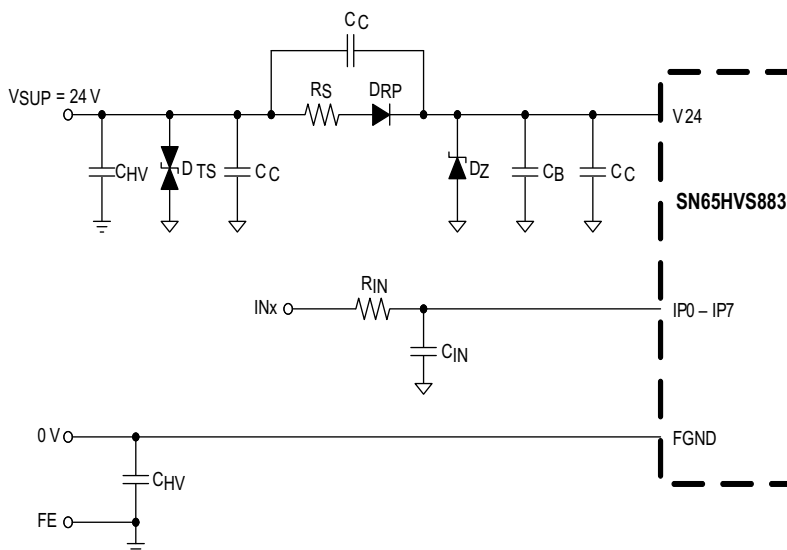 CC
VSUP = 24 V
RS
DRP
V24
CHV
DTS
CC
DZ
CB
CC
SN65HVS883
RIN
INx
IP0 – IP7
CIN
0 V
FGND
CHV
FE